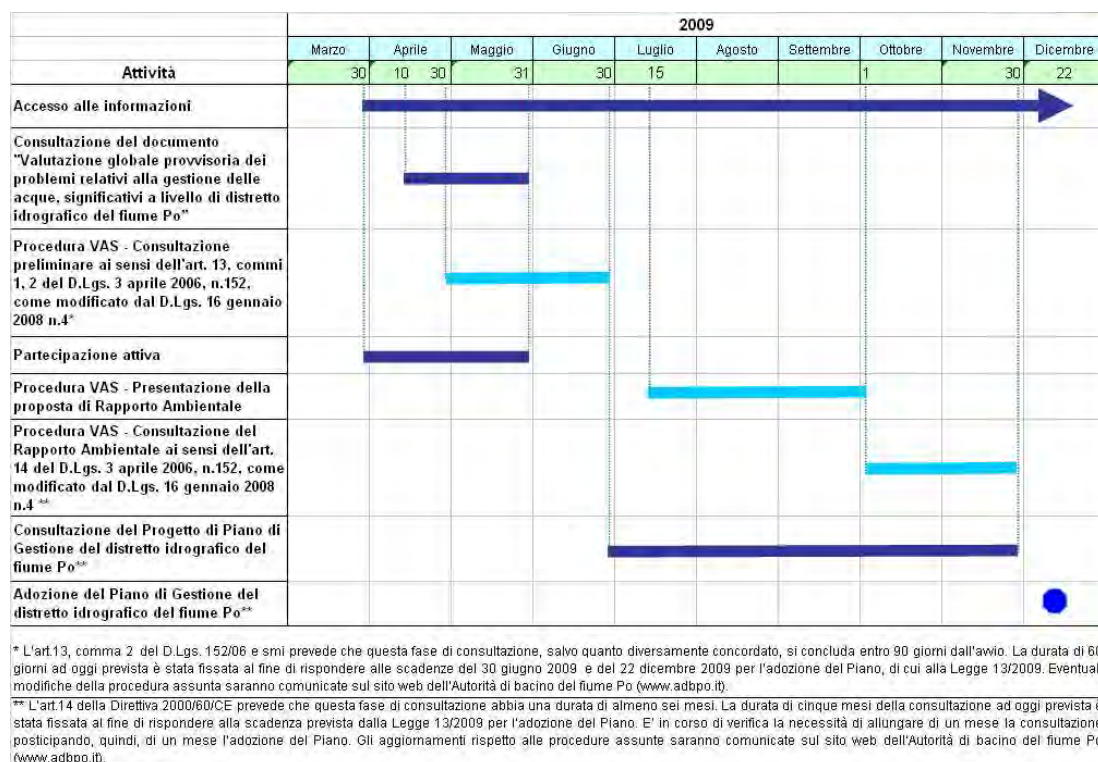 2009
Marzo Aprile Maggio Giugno Luglio Agosto Settembre Ottobre Novembre Dicembre
Attività 30 10 30 31 30 15 1 30 22
Accesso alle informazioni
Consultazione del documento
"Valutazione globale provvisoria dei
problemi relativi alla gestione delle
acque, significativi a livello di distretto
idrografico del fiume Po"
Procedura VAS - Consultazione
preliminare ai sensi dell'art. 13, commi
1, 2 del D.Lgs. 3 aprile 2006, n.152,
come modificato dal D.Lgs. 16 gennaio
2008 n.4*
Partecipazione attiva
Procedura VAS - Presentazione della
proposta di Rapporto Ambientale
Procedura VAS - Consultazione del
Rapporto Ambientale ai sensi dell'art.
14 del D.Lgs. 3 aprile 2006, n.152, come
modificato dal D.Lgs. 16 gennaio 2008
n.4 **
Consultazione del Progetto di Piano di
Gestione del distretto idrografico del
fiume Po**
Adozione del Piano di Gestione del
distretto idrografico del fiume Po**
* L'art.13, comma 2 del D.Lgs. 152/06 e smi prevede che questa fase di consultazione, salvo quanto diversamente concordato, si concluda entro 90 giorni dall'avvio. La durata di 60
giorni ad oggi prevista è stata fissata al fine di rispondere alle scadenze del 30 giugno 2009 e del 22 dicembre 2009 per l'adozione del Piano, di cui alla Legge 13/2009. Eventual
modifiche della procedura assunta saranno comunicate sul sito web dell'Autorità di bacino del fiume Po (www.adbpo.it).
** L'art.14 della Direttiva 2000/60/CE prevede che questa fase di consultazione abbia una durata di almeno sei mesi. La durata di cinque mesi della consultazione ad oggi prevista è
stata fissata al fine di rispondere alla scadenza prevista dalla Legge 13/2009 per l'adozione del Piano. E' in corso di verifica la necessità di allungare di un mese la consultazione
posticipando, quindi, di un mese l'adozione del Piano. Gli aggiornamenti rispetto alle procedure assunte saranno comunicate sul sito web dell'Autorità di bacino del fiume Po
(www.adbpo.it).